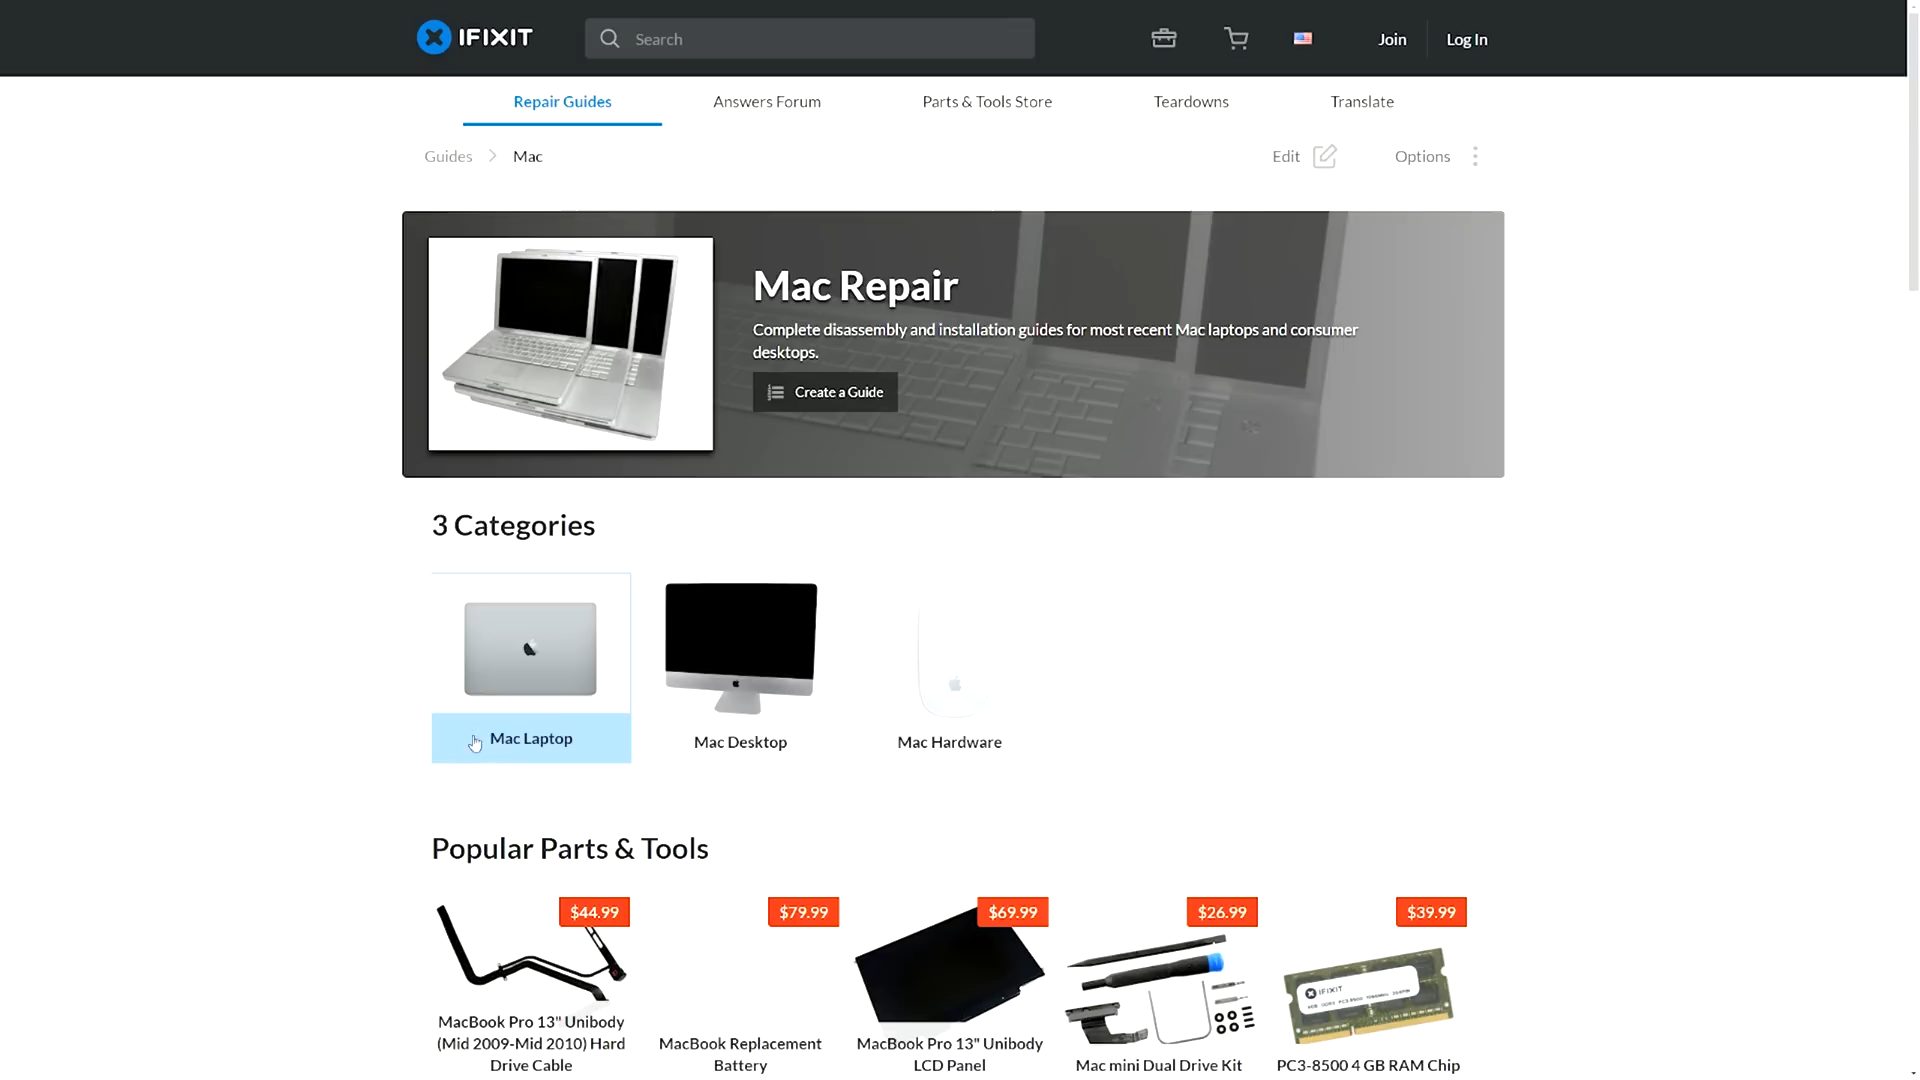 IFIXIT
Search
Join
Log In
Repair Guides
Answers Forum
Parts & Tools Store
Teardowns
Translate
Guides
Mac
Edit
Options
Mac Repair
Complete disassembly and installation guides for most recent Mac laptops and consumer
desktops.
Create a Guide
3 Categories
Mac Laptop
Mac Desktop
Mac Hardware
Popular Parts & Tools
$44.99
$79.99
$69.99
$26.99
$39.99
IFIXIT
MacBook Pro 13" Unibody
(Mid 2009-Mid 2010) Hard
Drive Cable
MacBook Replacement
Battery
MacBook Pro 13" Unibody
LCD Panel
Mac mini Dual Drive Kit
PC3-8500 4 GB RAM Chip